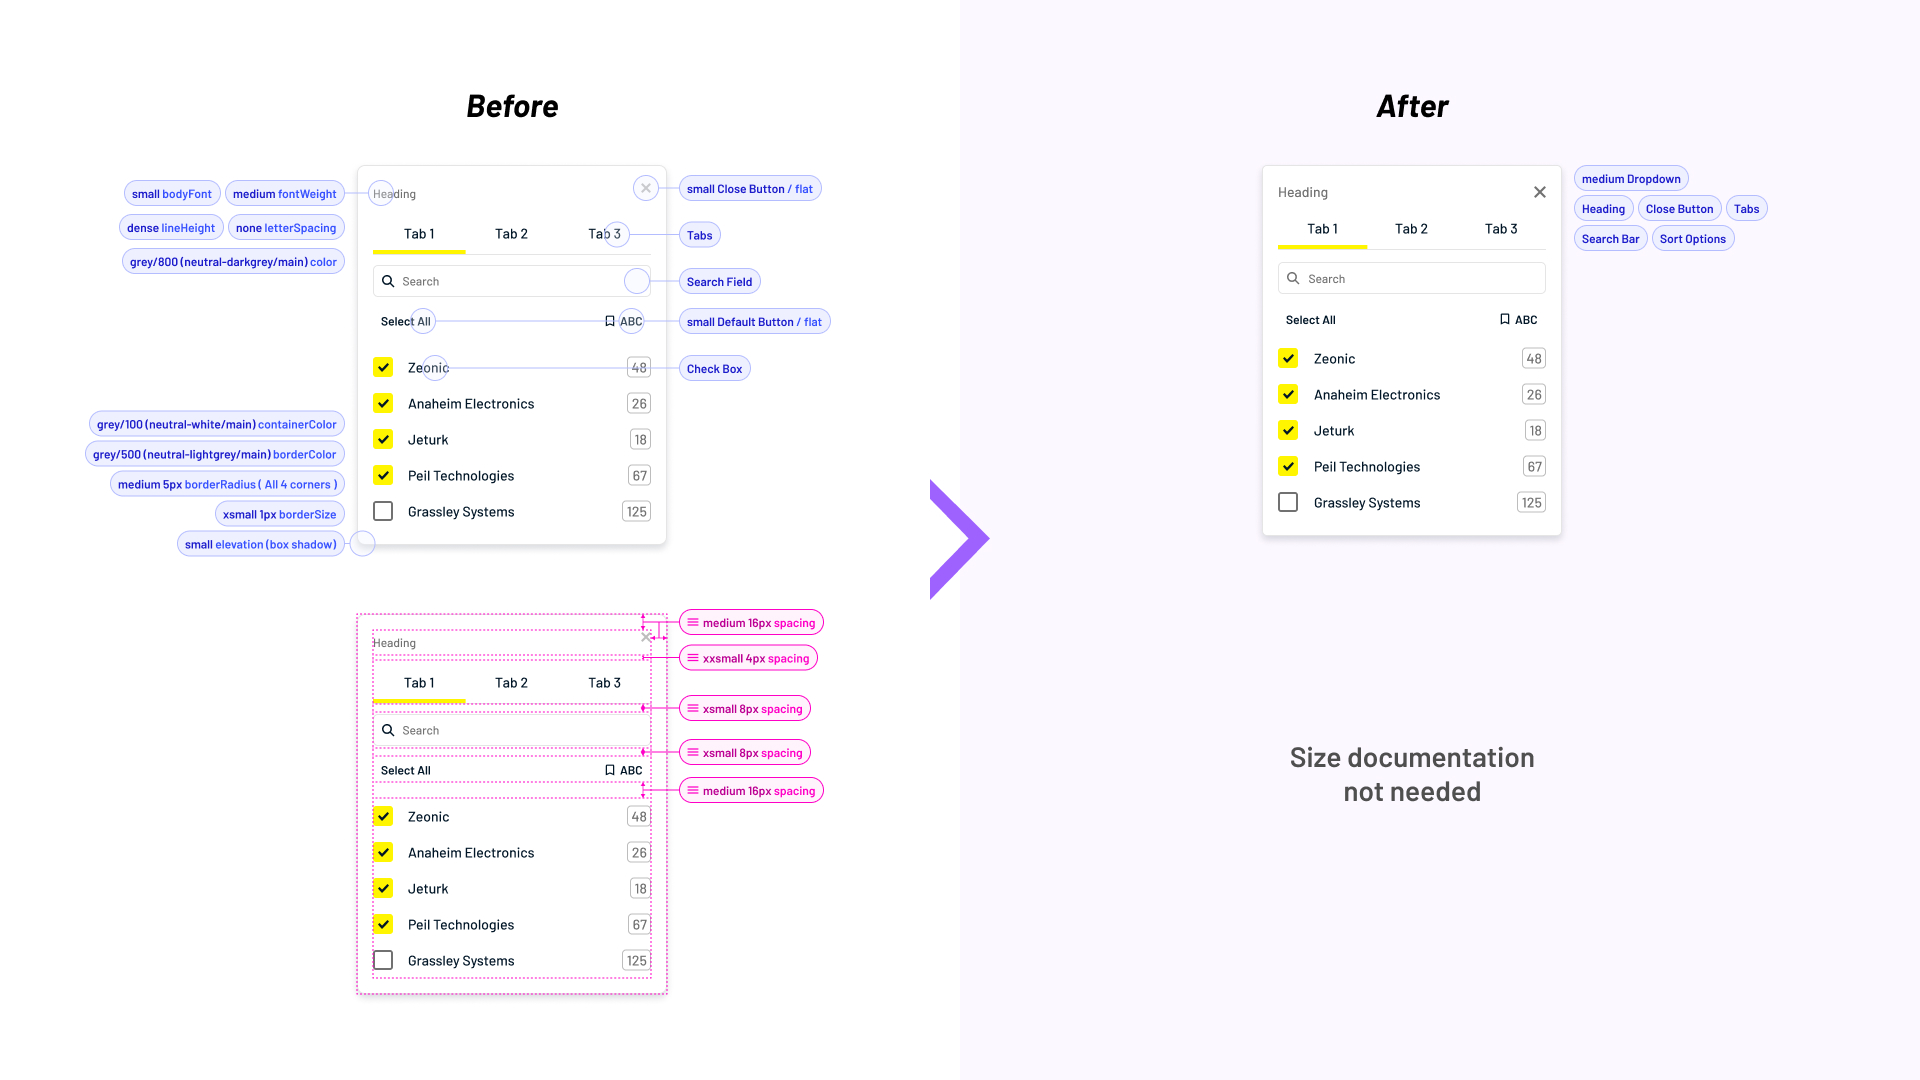 Before
small bodyFont
medium fontWeight
dense lineHeight
none letterSpacing
grey/800 (neutral-darkgrey/main) color
Heading
small Close Button / flat
Tab 1
Tab 2
Tab 3
Tabs
Search
Search Field
Select All
ABC
small Default Button / flat
Zeonic
48
Check Box
Anaheim Electronics
26
Jeturk
18
Peil Technologies
67
Grassley Systems
125
grey/100 (neutral-white/main) containerColor
grey/500 (neutral-lightgrey/main) borderColor
medium 5px borderRadius ( All 4 corners )
xsmall 1px borderSize
small elevation (box shadow)
Heading
Tab 1
Tab 2
Tab 3
Search
Select All
ABC
Zeonic
48
Anaheim Electronics
26
Jeturk
18
Peil Technologies
67
Grassley Systems
125
medium 16px spacing
xxsmall 4px spacing
xsmall 8px spacing
xsmall 8px spacing
medium 16px spacing
After
Heading
Tab 1
Tab 2
Tab 3
Search
Select All
ABC
Zeonic
48
Anaheim Electronics
26
Jeturk
18
Peil Technologies
67
Grassley Systems
125
medium Dropdown
Heading
Close Button
Tabs
Search Bar
Sort Options
Size documentation
not needed